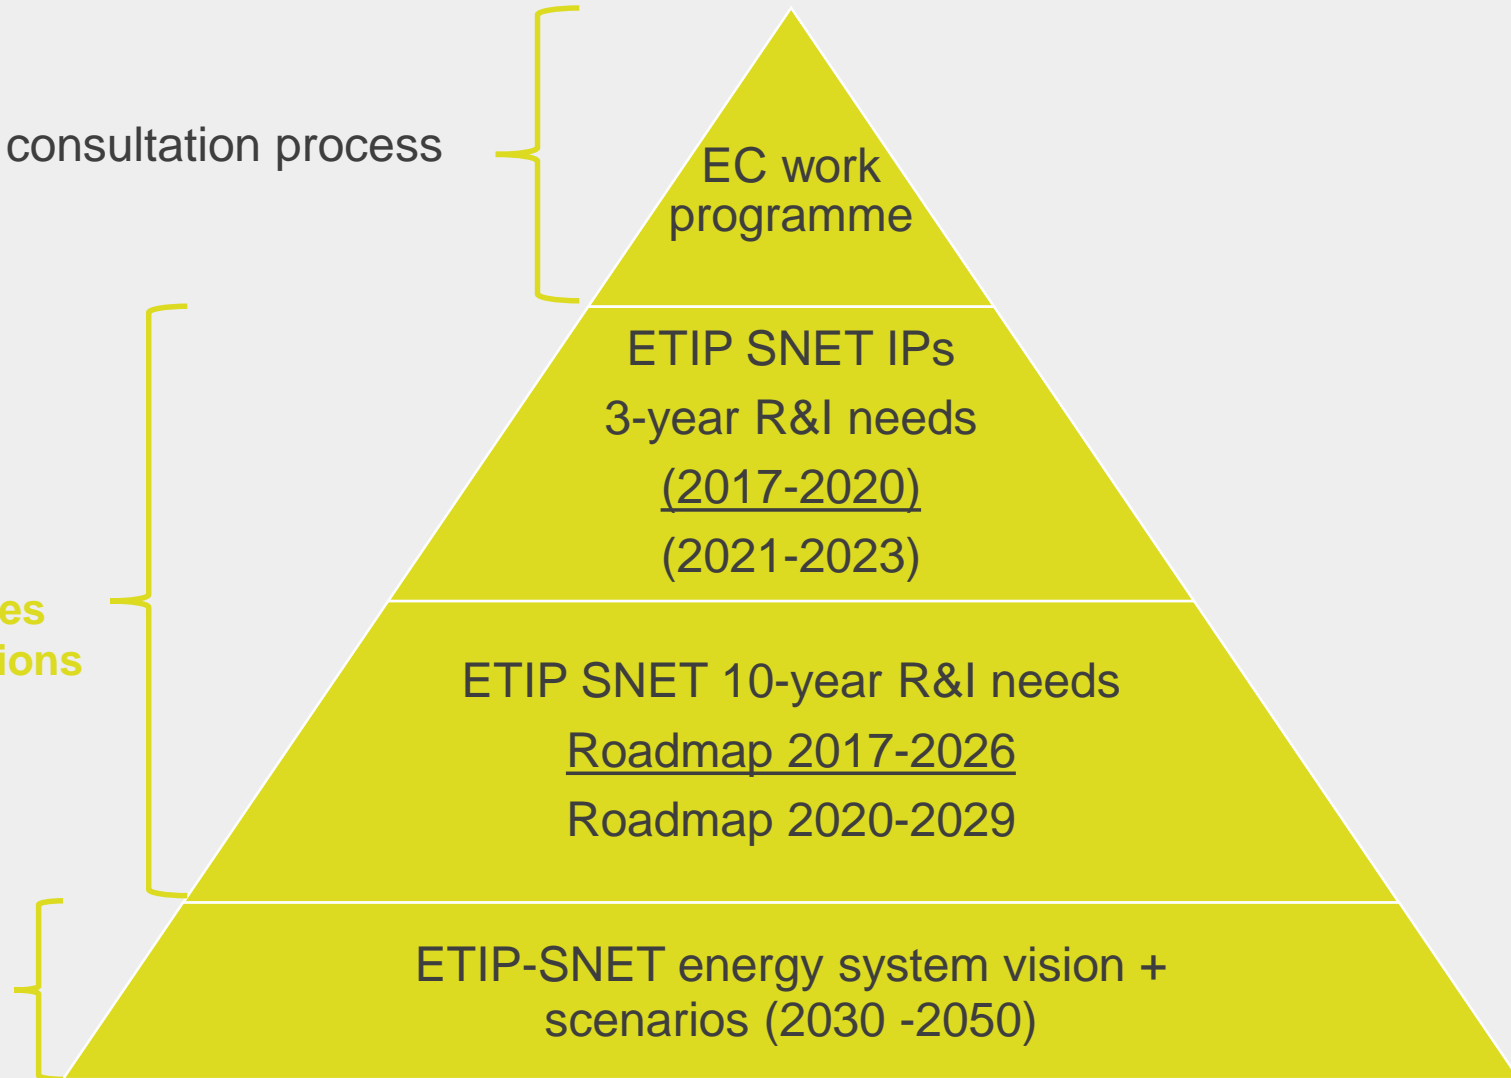 consultation process
EC work
programme
ETIP SNET IPs
3-year R&I needs
(2017-2020)
(2021-2023)
ETIP SNET 10-year R&I needs
Roadmap 2017-2026
Roadmap 2020-2029
ETIP-SNET energy system vision +
scenarios (2030 -2050)